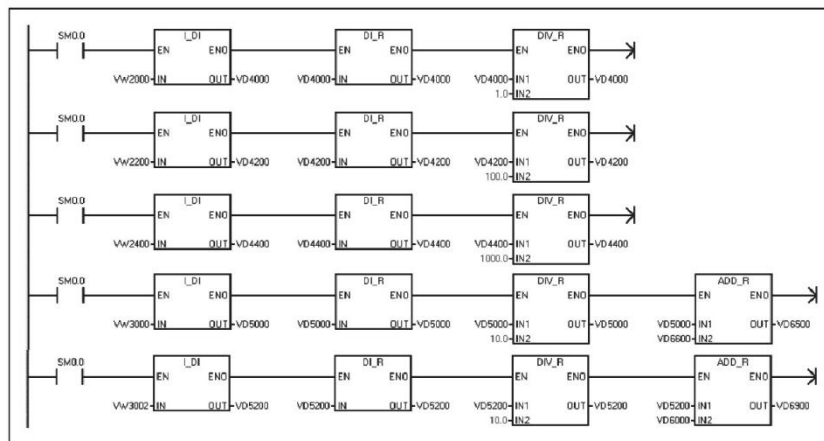 SM0.0 I_DI DI_R DIV_R
EN ENO EN ENO EN ENO
VW2000 IN OUT VD4000 VD4000 IN OUT VD4000 VD4000 IN1 OUT VD4000
1.0 IN2
SM0.0 I_DI DI_R DIV_R
EN ENO EN ENO EN ENO
VW2200 IN OUT VD4200 VD4200 IN OUT VD4200 VD4200 IN1 OUT VD4200
100.0 IN2
SM0.0 I_DI DI_R DIV_R
EN ENO EN ENO EN ENO
VW2400 IN OUT VD4400 VD4400 IN OUT VD4400 VD4400 IN1 OUT VD4400
1000.0 IN2
SM0.0 I_DI DI_R DIV_R ADD_R
EN ENO EN ENO EN ENO EN ENO
VW3000 IN OUT VD5000 VD5000 IN OUT VD5000 VD5000 IN1 OUT VD5000 VD5000 IN1 OUT VD6500
10.0 IN2 VD6600 IN2
SM0.0 I_DI DI_R DIV_R ADD_R
EN ENO EN ENO EN ENO EN ENO
VW3002 IN OUT VD5200 VD5200 IN OUT VD5200 VD5200 IN1 OUT VD5200 VD5200 IN1 OUT VD6900
10.0 IN2 VD6000 IN2